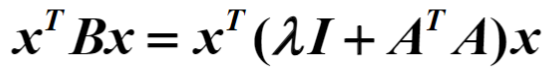 x^T Bx = x^T (λI + A^T A)x